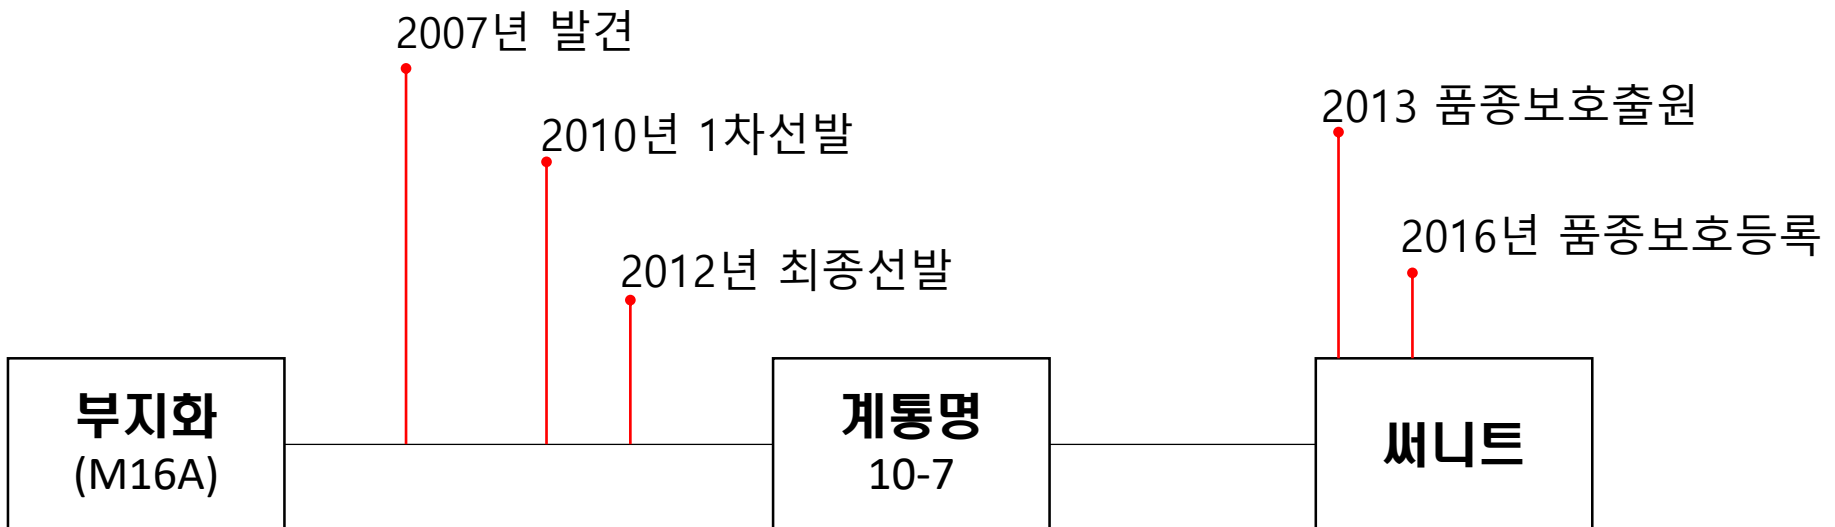 2007년 발견
2010년 1차선발
2012년 최종선발
2013 품종보호출원
2016년 품종보호등록
부지화
(M16A)
계통명
10-7
써니트